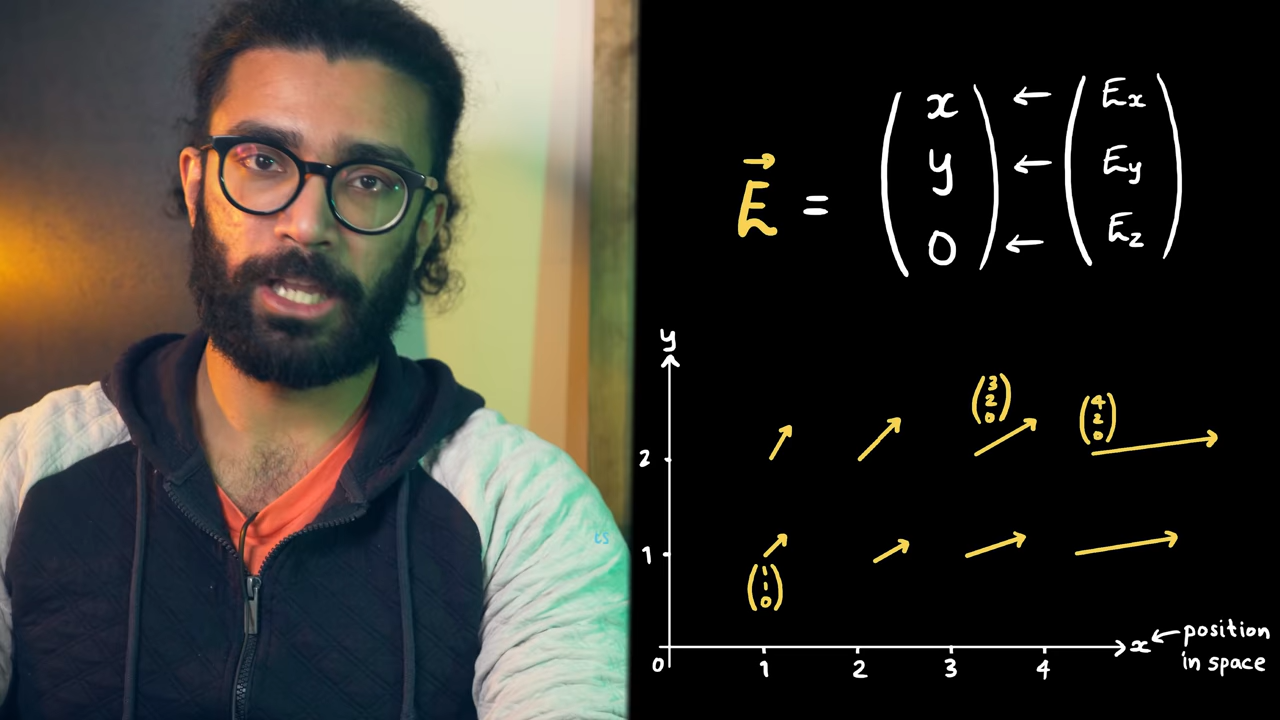 E = ( x ) ← ( Ex )
( y ) ← ( Ey )
( 0 ) ← ( Ez )
y
( 3 2 0 )
( 4 2 0 )
2
1
( 1 1 0 )
0
1
2
3
4
x ← position
in space
ts